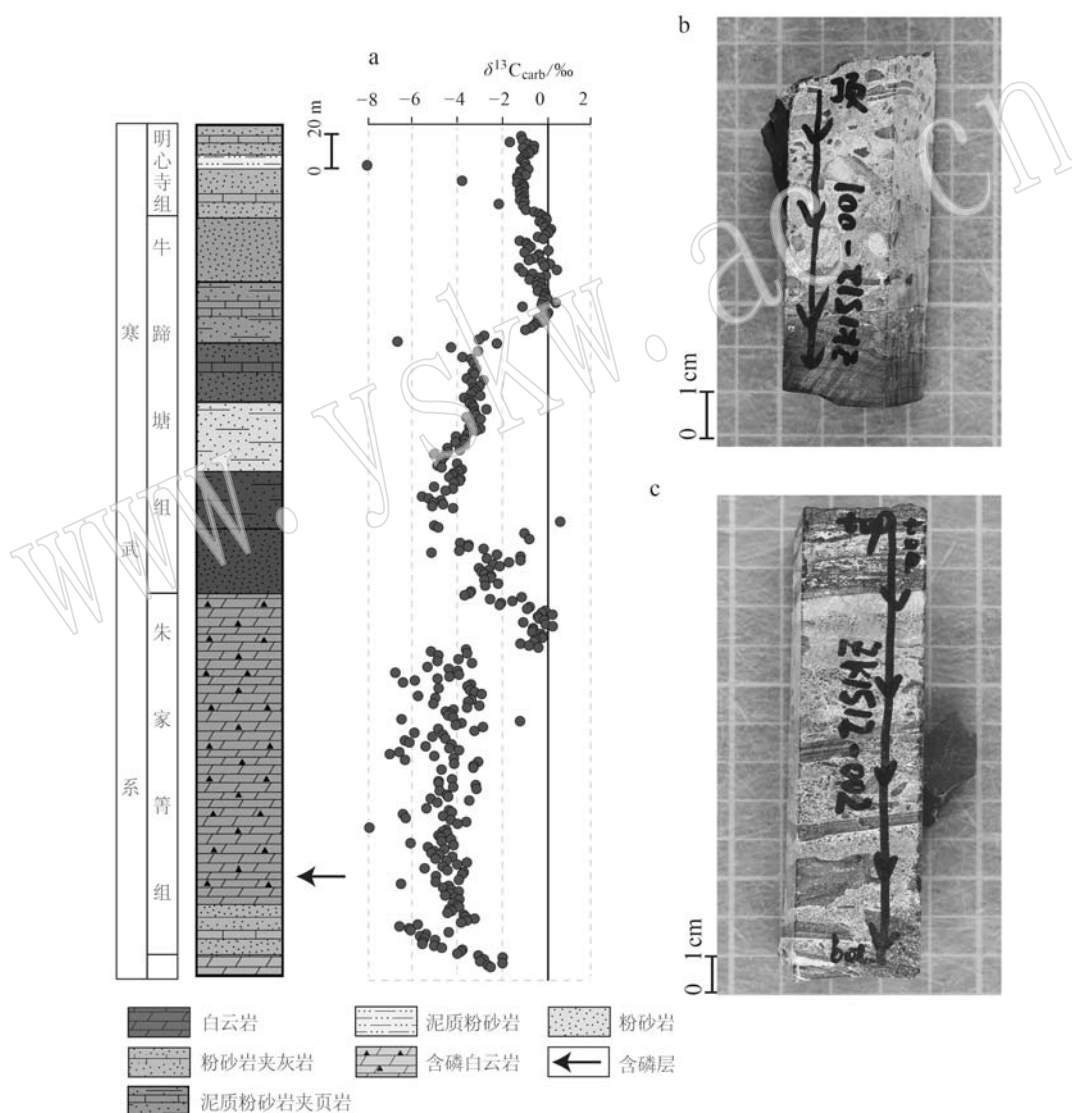 a
δ13Ccarb/‰
−8 −6 −4 −2 0 2
20 m
0
寒武系
明心寺组
牛蹄塘组
朱家箐组
b
顶
ZK1512-001
1 cm
0
c
top
ZK1512-002
bot
1 cm
0
www.yskw.ac.cn
白云岩
泥质粉砂岩
粉砂岩
粉砂岩夹灰岩
含磷白云岩
含磷层
泥质粉砂岩夹页岩